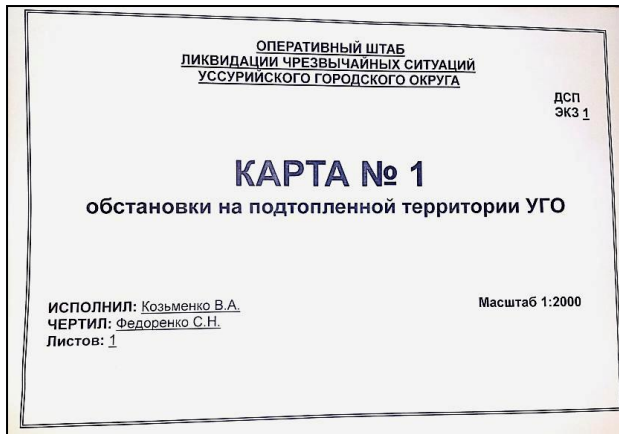 ОПЕРАТИВНЫЙ ШТАБ
ЛИКВИДАЦИИ ЧРЕЗВЫЧАЙНЫХ СИТУАЦИЙ
УССУРИЙСКОГО ГОРОДСКОГО ОКРУГА
ДСП
ЭКЗ 1
КАРТА № 1
обстановки на подтопленной территории УГО
ИСПОЛНИЛ: Козьменко В.А.
Масштаб 1:2000
ЧЕРТИЛ: Федоренко С.Н.
Листов: 1